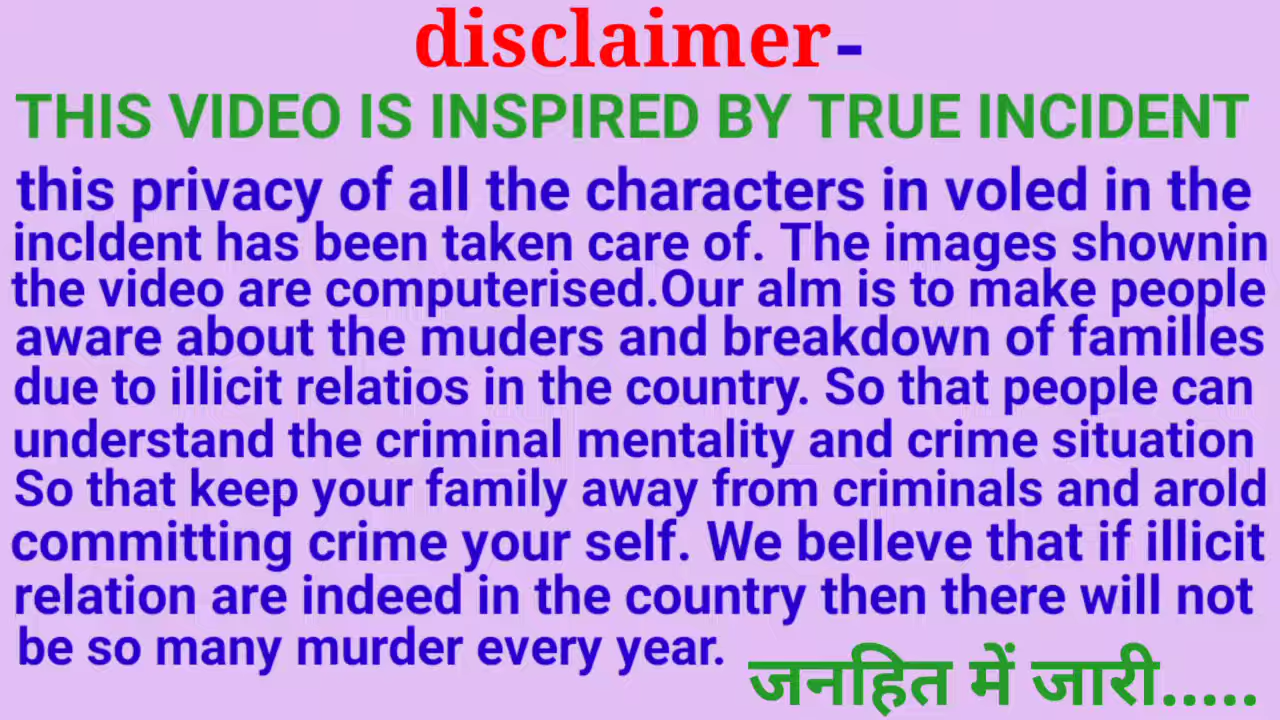 disclaimer-
THIS VIDEO IS INSPIRED BY TRUE INCIDENT
this privacy of all the characters in voled in the
incldent has been taken care of. The images shownin
the video are computerised.Our alm is to make people
aware about the muders and breakdown of familles
due to illicit relatios in the country. So that people can
understand the criminal mentality and crime situation
So that keep your family away from criminals and arold
committing crime your self. We belleve that if illicit
relation are indeed in the country then there will not
be so many murder every year.
जनहित में जारी.....